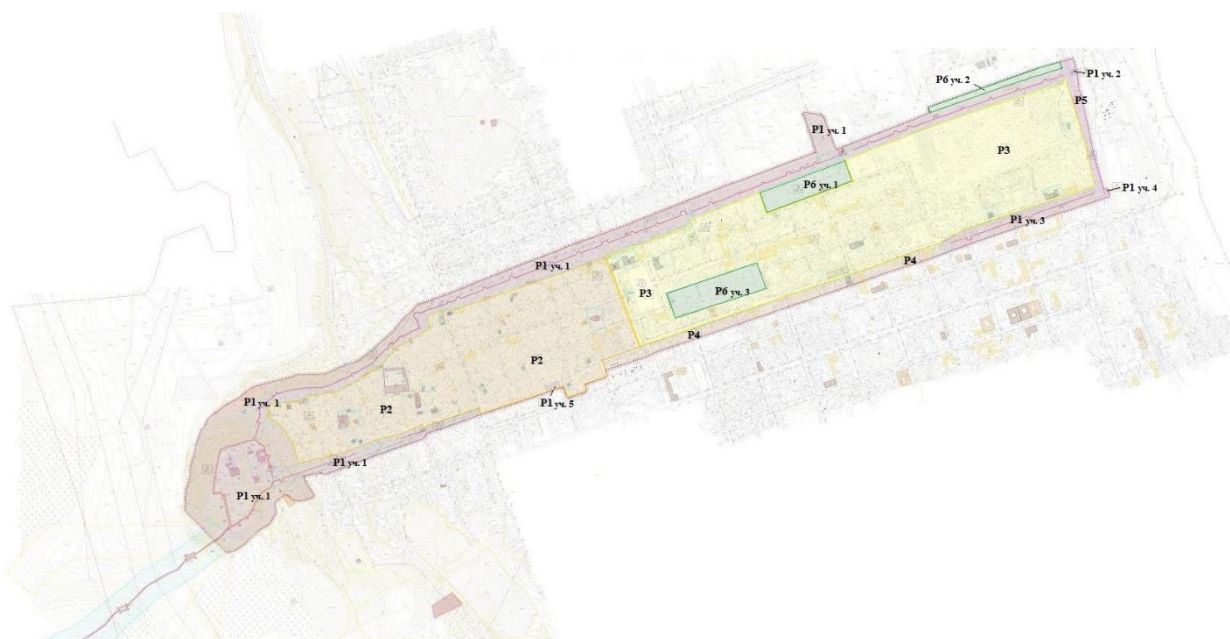 Р6 уч. 2
Р1 уч. 2
Р5
Р1 уч. 1
Р3
Р6 уч. 1
Р1 уч. 4
Р1 уч. 3
Р4
Р1 уч. 1
Р3
Р6 уч. 3
Р4
Р2
Р1 уч. 5
Р1 уч. 1
Р2
Р1 уч. 1
Р1 уч. 1